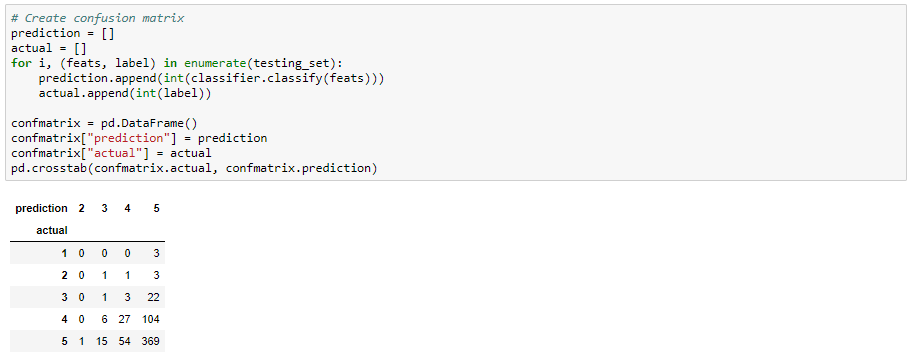 # Create confusion matrix
prediction = []
actual = []
for i, (feats, label) in enumerate(testing_set):
    prediction.append(int(classifier.classify(feats)))
    actual.append(int(label))

confmatrix = pd.DataFrame()
confmatrix["prediction"] = prediction
confmatrix["actual"] = actual
pd.crosstab(confmatrix.actual, confmatrix.prediction)

prediction 2 3 4 5
actual
1 0 0 0 3
2 0 1 1 3
3 0 1 3 22
4 0 6 27 104
5 1 15 54 369